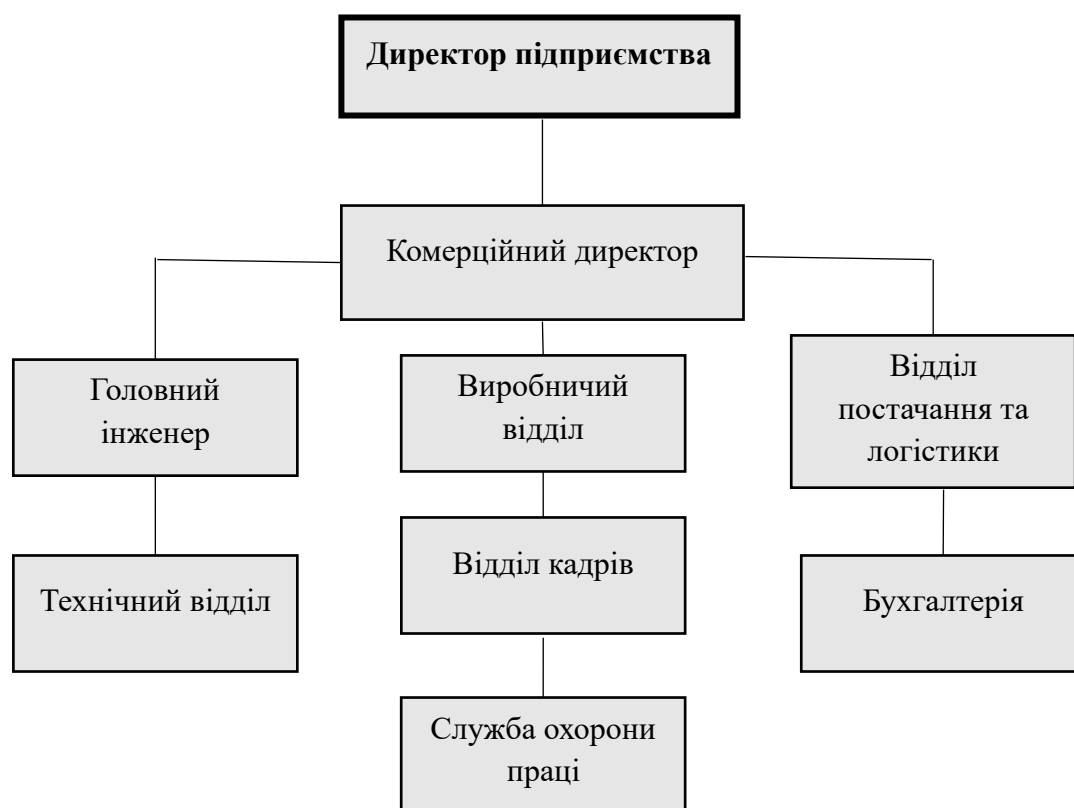 Директор підприємства
Комерційний директор
Головний
інженер
Виробничий
відділ
Відділ
постачання та
логістики
Технічний відділ
Відділ кадрів
Бухгалтерія
Служба охорони
праці